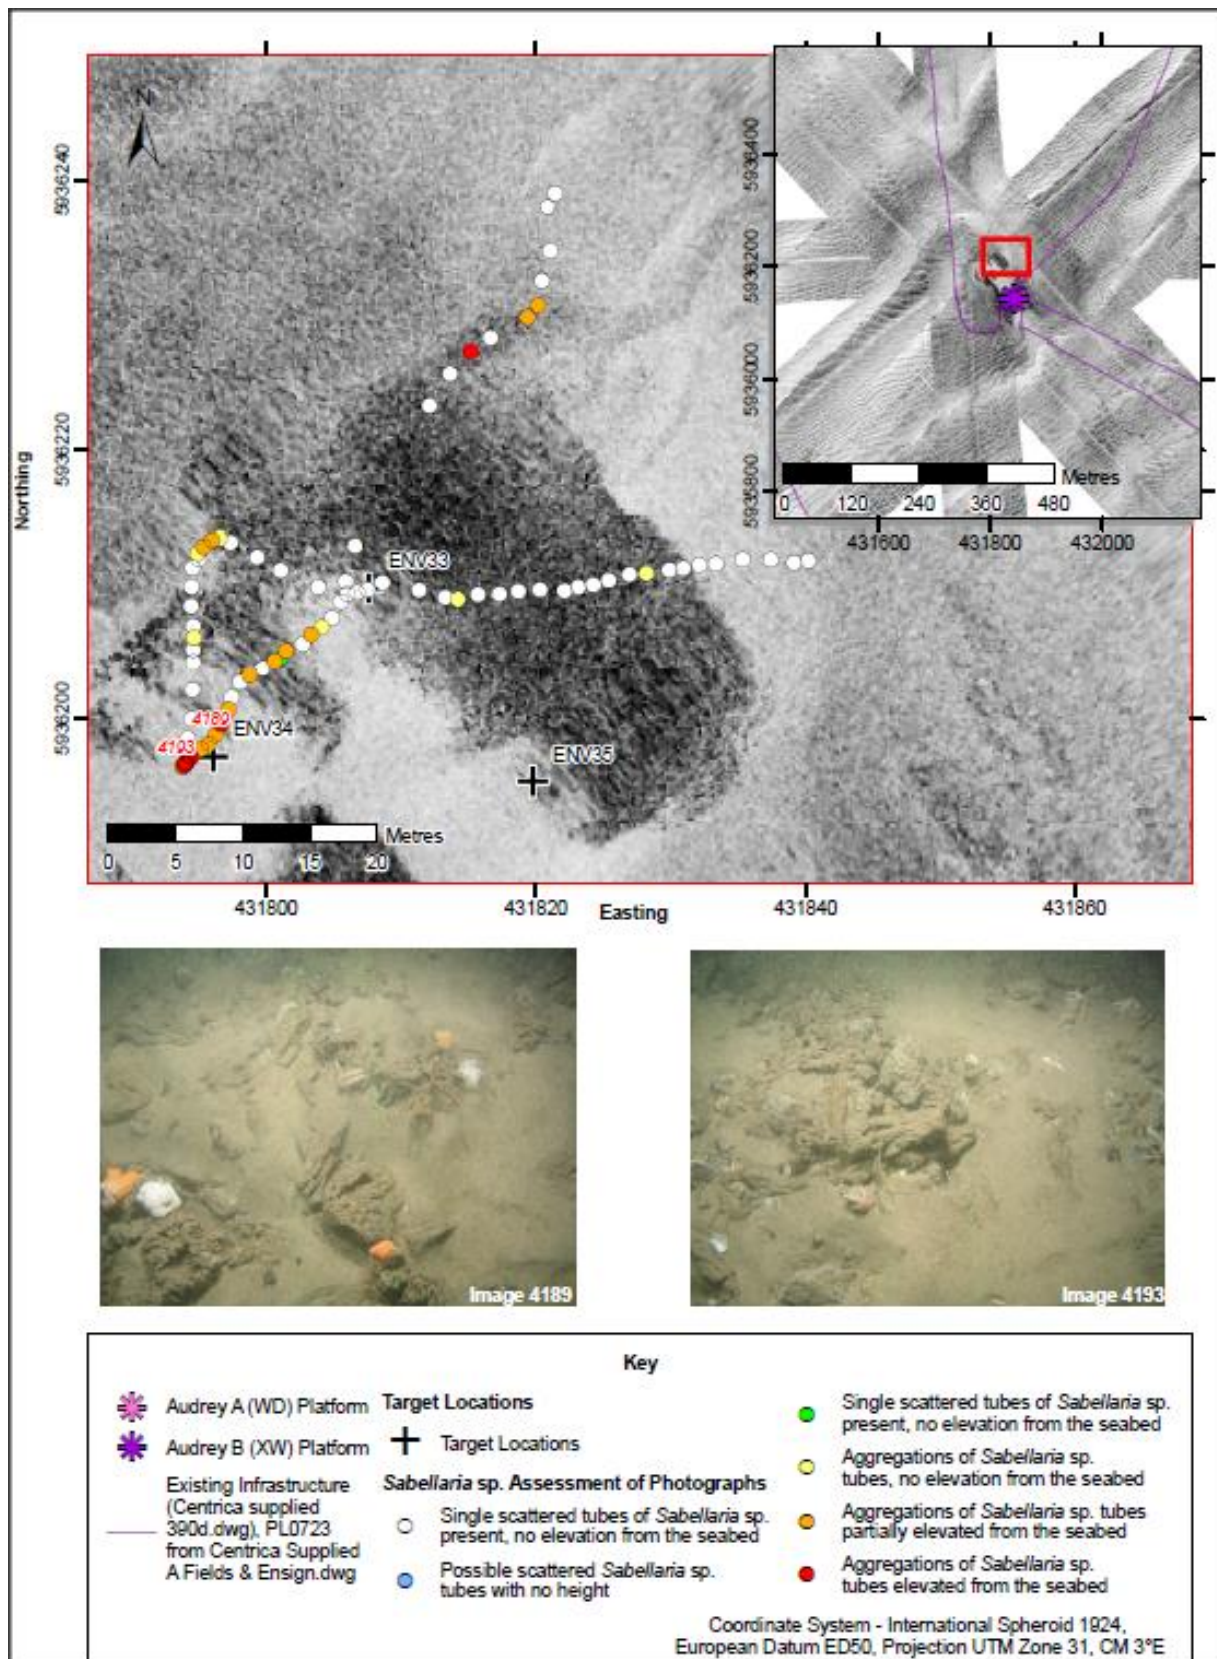 N
5936240
5936220
5936200
Northing
ENV33
4189
ENV34
4193
ENV35
Metres
0 5 10 15 20
431800 431820 431840 431860
Easting
5936400
5936200
5936000
5935800
Metres
0 120 240 360 480
431600 431800 432000
Image 4189
Image 4193
Key
Audrey A (WD) Platform
Audrey B (XW) Platform
Existing Infrastructure
(Centrica supplied
390d.dwg), PL0723
from Centrica Supplied
A Fields & Ensign.dwg
Target Locations
Target Locations
Sabellaria sp. Assessment of Photographs
Single scattered tubes of Sabellaria sp.
present, no elevation from the seabed
Possible scattered Sabellaria sp.
tubes with no height
Single scattered tubes of Sabellaria sp.
present, no elevation from the seabed
Aggregations of Sabellaria sp.
tubes, no elevation from the seabed
Aggregations of Sabellaria sp. tubes
partially elevated from the seabed
Aggregations of Sabellaria sp.
tubes elevated from the seabed
Coordinate System - International Spheroid 1924,
European Datum ED50, Projection UTM Zone 31, CM 3°E